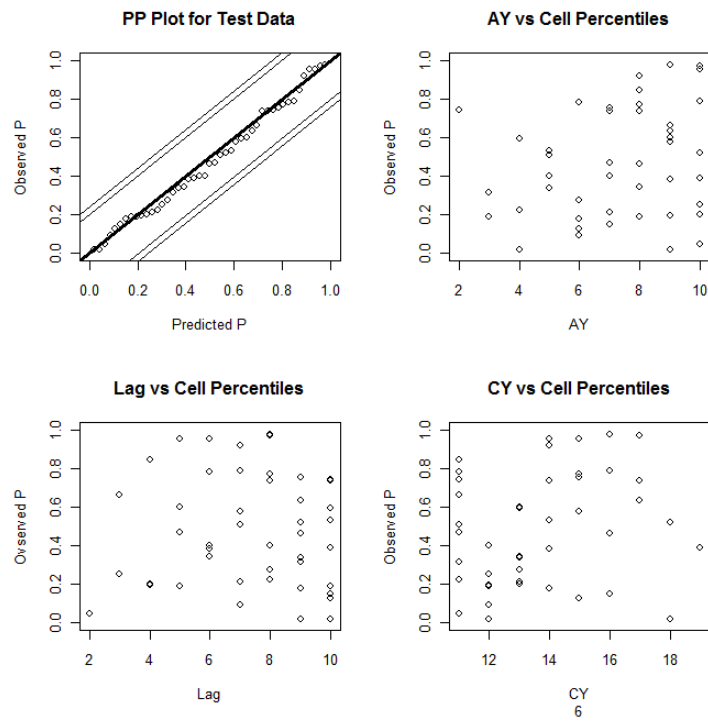 PP Plot for Test Data
Observed P
0.0 0.2 0.4 0.6 0.8 1.0
0.0 0.2 0.4 0.6 0.8 1.0
Predicted P
AY vs Cell Percentiles
Observed P
0.0 0.2 0.4 0.6 0.8 1.0
2 4 6 8 10
AY
Lag vs Cell Percentiles
Ovserved P
0.0 0.2 0.4 0.6 0.8 1.0
2 4 6 8 10
Lag
CY vs Cell Percentiles
Observed P
0.0 0.2 0.4 0.6 0.8 1.0
12 14 16 18
CY
6